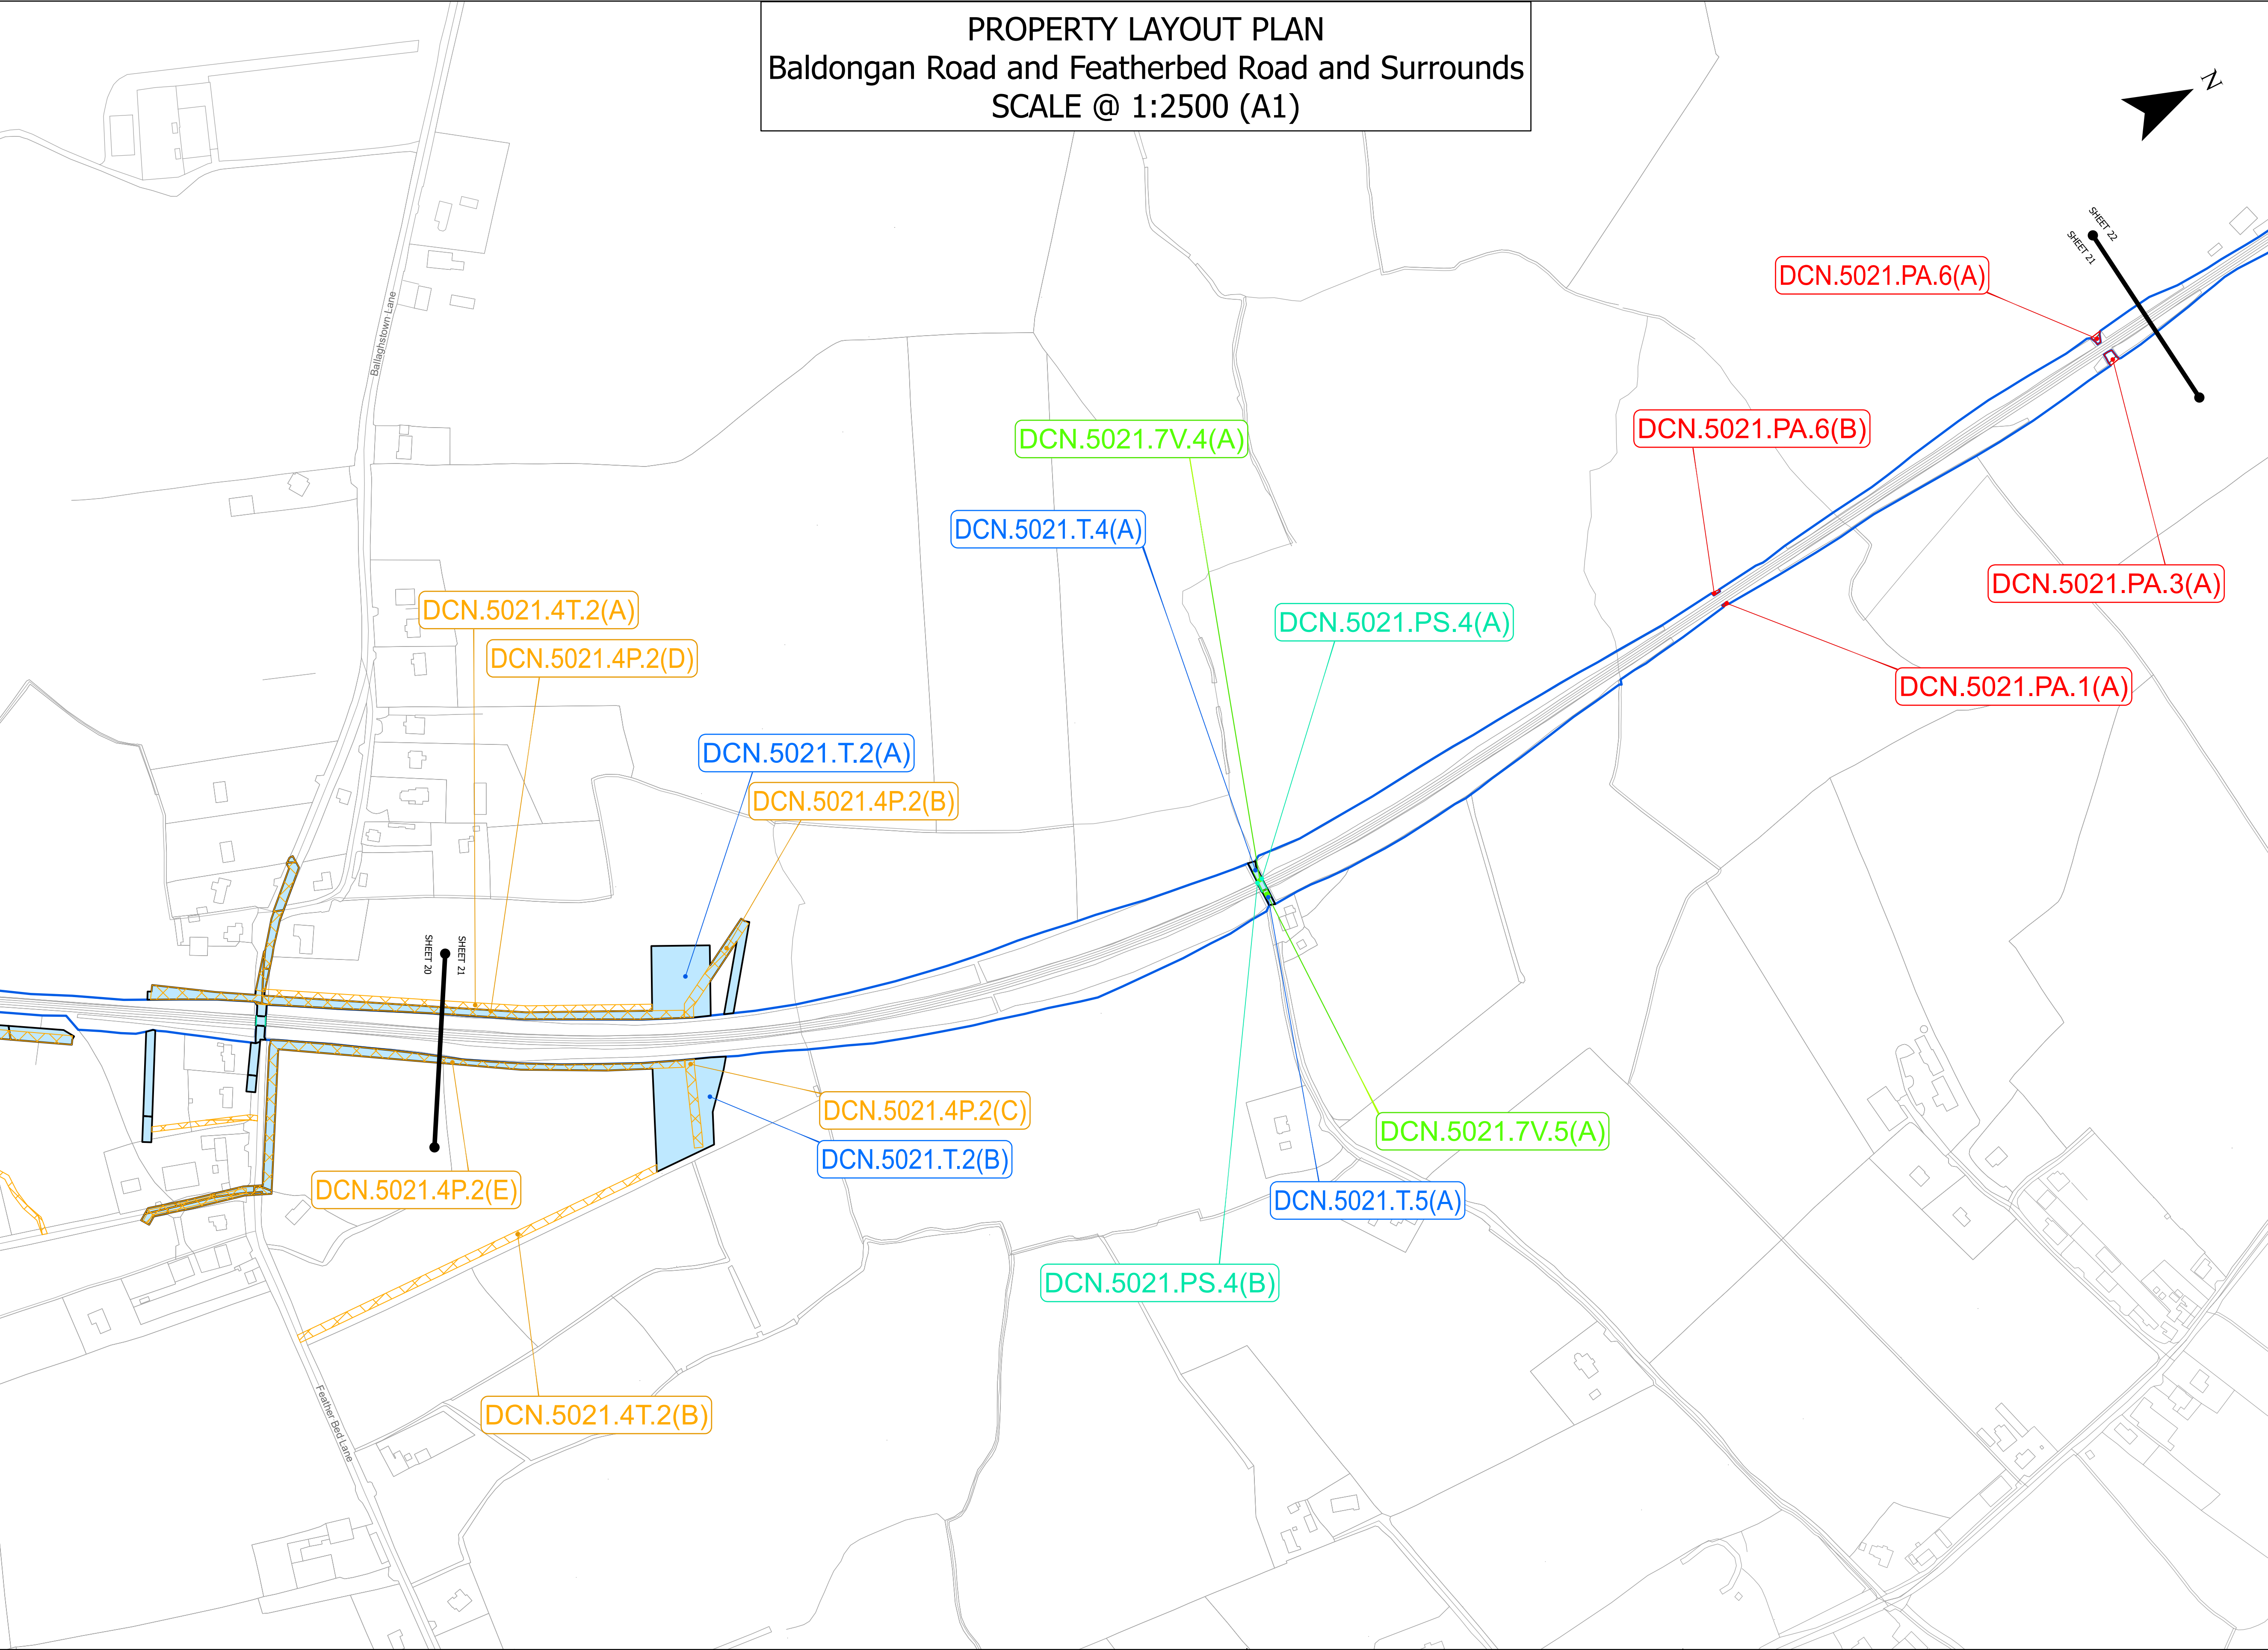 PROPERTY LAYOUT PLAN
Baldongan Road and Featherbed Road and Surrounds
SCALE @ 1:2500 (A1)
N
SHEET 22
SHEET 21
DCN.5021.PA.6(A)
Ballaghstown Lane
DCN.5021.7V.4(A)
DCN.5021.PA.6(B)
DCN.5021.T.4(A)
DCN.5021.PA.3(A)
DCN.5021.4T.2(A)
DCN.5021.PS.4(A)
DCN.5021.4P.2(D)
DCN.5021.PA.1(A)
DCN.5021.T.2(A)
DCN.5021.4P.2(B)
SHEET 20
SHEET 21
DCN.5021.4P.2(C)
DCN.5021.7V.5(A)
DCN.5021.T.2(B)
DCN.5021.4P.2(E)
DCN.5021.T.5(A)
DCN.5021.PS.4(B)
DCN.5021.4T.2(B)
Feather Bed Lane